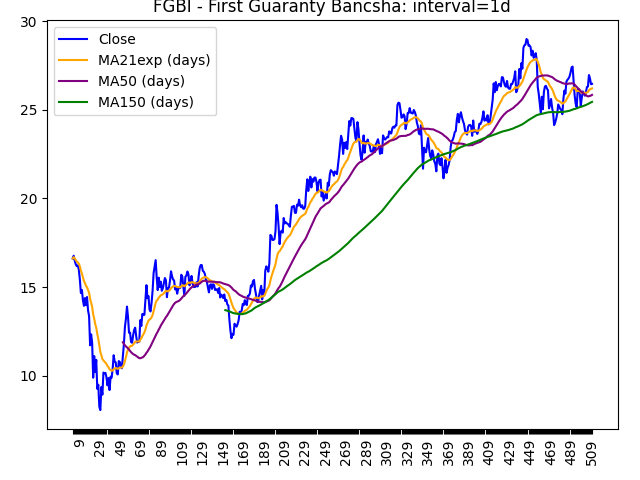 FGBI - First Guaranty Bancsha: interval=1d
Close
MA21exp (days)
MA50 (days)
MA150 (days)
30
25
20
15
10
9 29 49 69 89 109 129 149 169 189 209 229 249 269 289 309 329 349 369 389 409 429 449 469 489 509